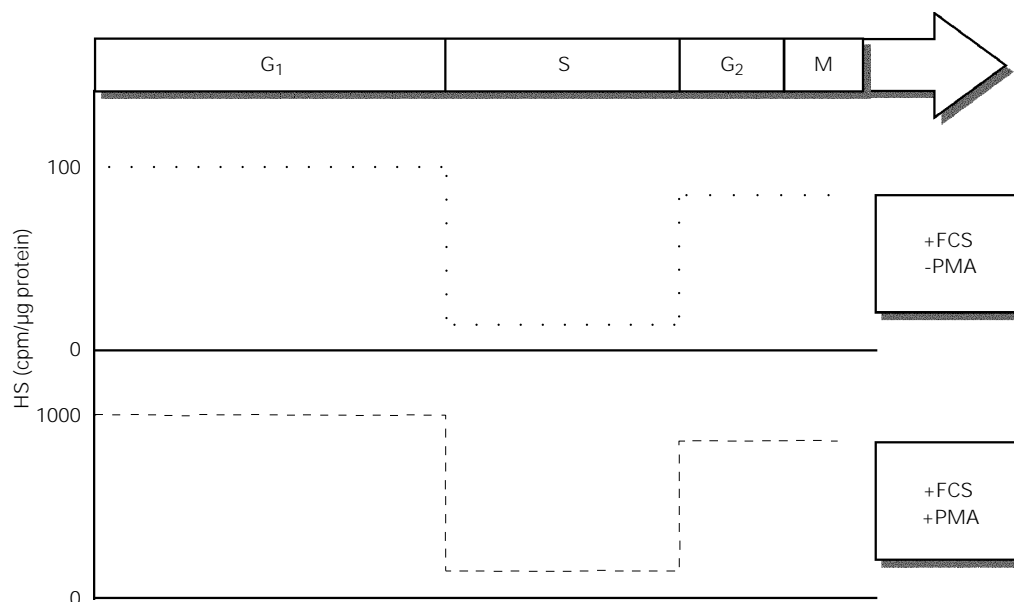 G₁ S G₂ M
100
+FCS
-PMA
0
HS (cpm/µg protein)
1000
+FCS
+PMA
0